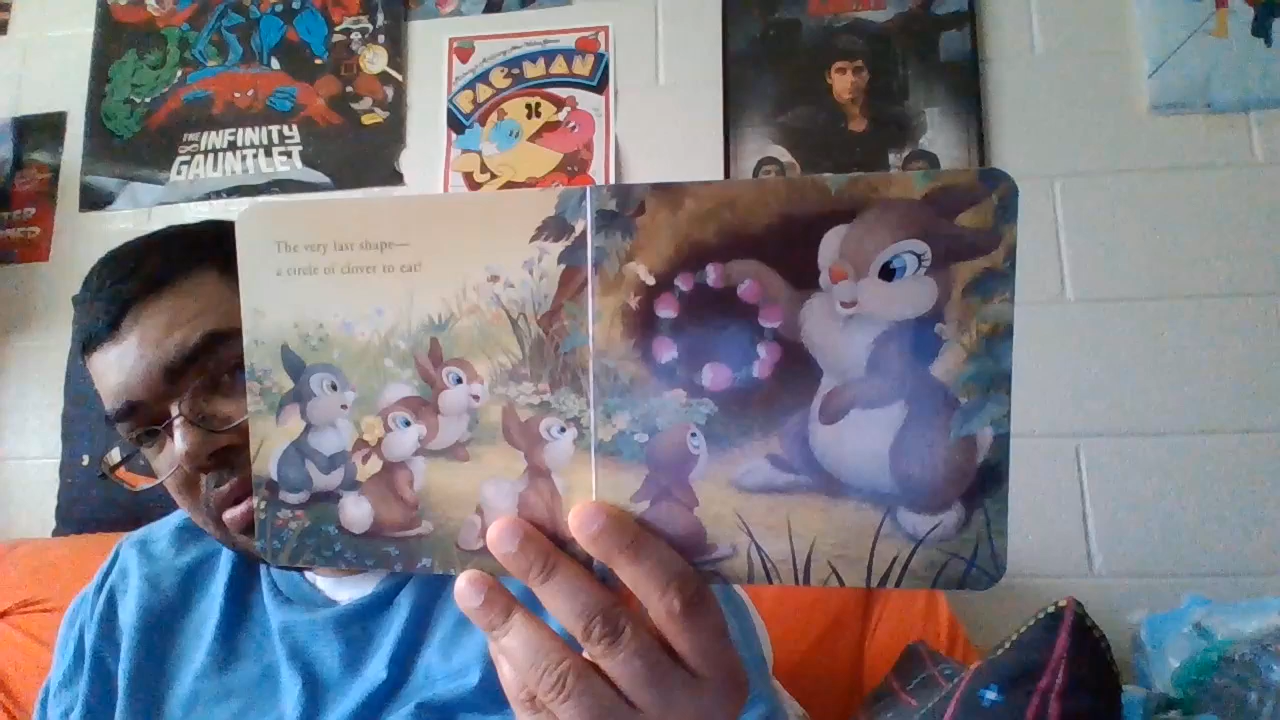 THE
INFINITY
GAUNTLET
PAC-MAN
The very last shape—
a circle of clover to eat!